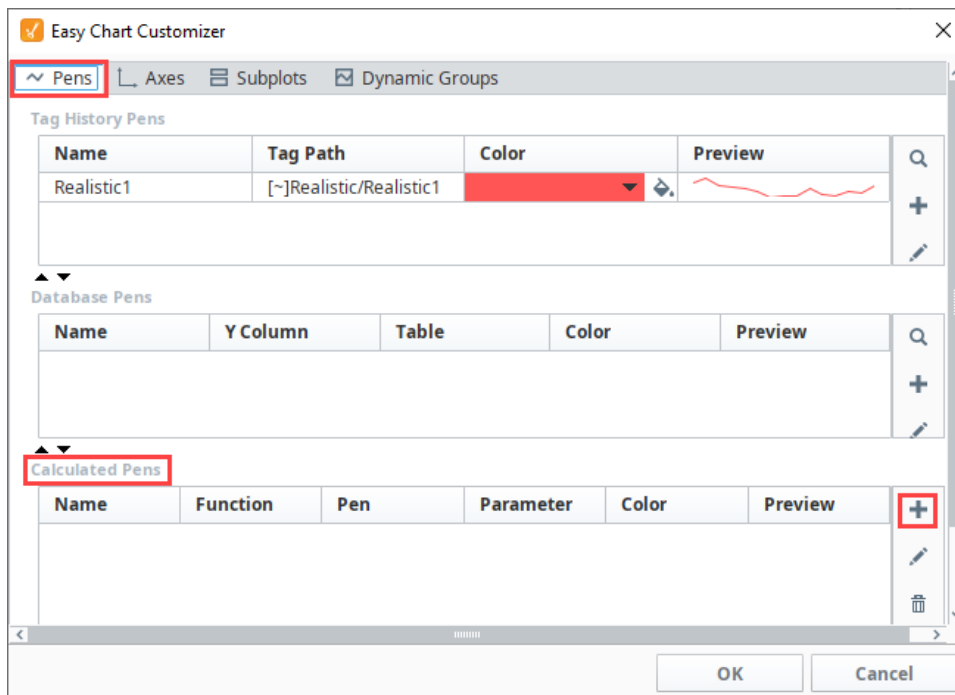 Easy Chart Customizer
Pens Axes Subplots Dynamic Groups
Tag History Pens
Name Tag Path Color Preview
Realistic1 [~]Realistic/Realistic1
Database Pens
Name Y Column Table Color Preview
Calculated Pens
Name Function Pen Parameter Color Preview
OK Cancel